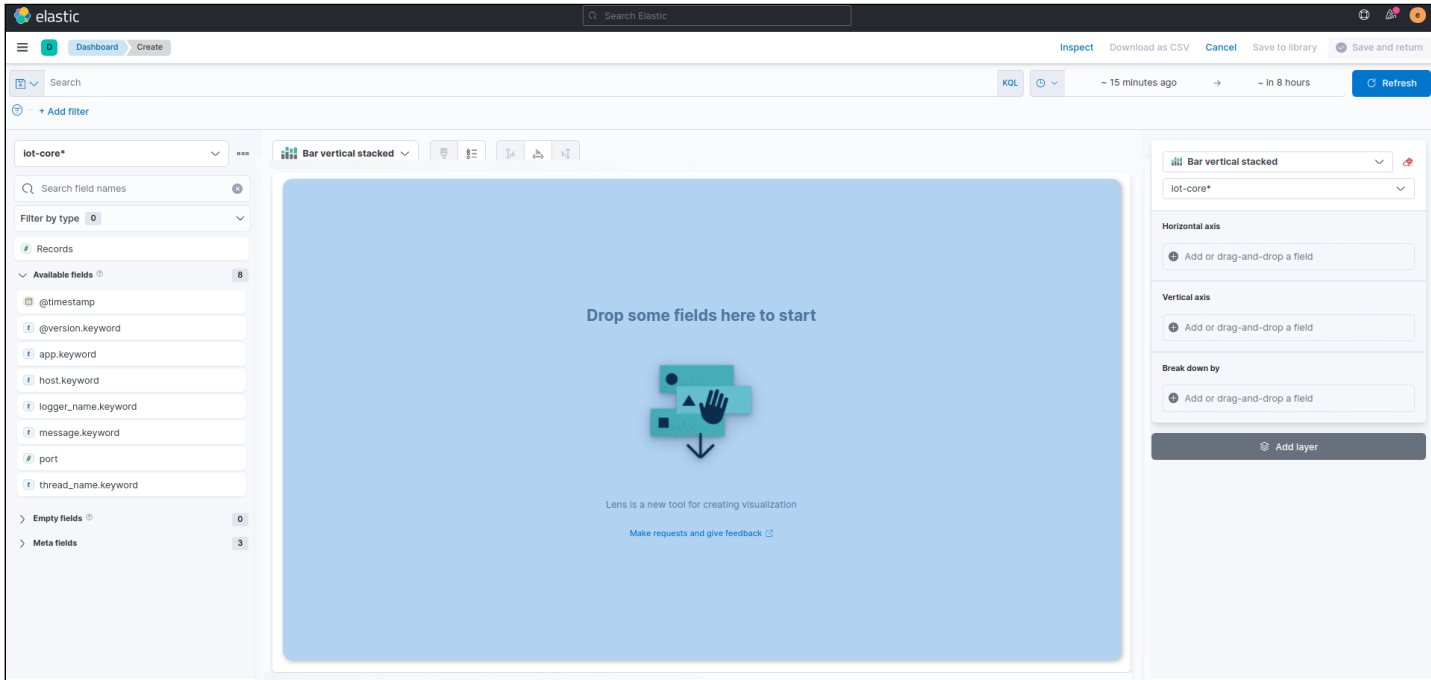 elastic
Search Elastic
e
D
Dashboard
Create
Inspect
Download as CSV
Cancel
Save to library
Save and return
Search
KQL
~ 15 minutes ago
→
~ in 8 hours
Refresh
+ Add filter
iot-core*
Search field names
Filter by type 0
# Records
Available fields 8
@timestamp
t @version.keyword
t app.keyword
t host.keyword
t logger_name.keyword
t message.keyword
# port
t thread_name.keyword
Empty fields 0
Meta fields 3
Bar vertical stacked
Drop some fields here to start
Lens is a new tool for creating visualization
Make requests and give feedback
Bar vertical stacked
iot-core*
Horizontal axis
Add or drag-and-drop a field
Vertical axis
Add or drag-and-drop a field
Break down by
Add or drag-and-drop a field
Add layer